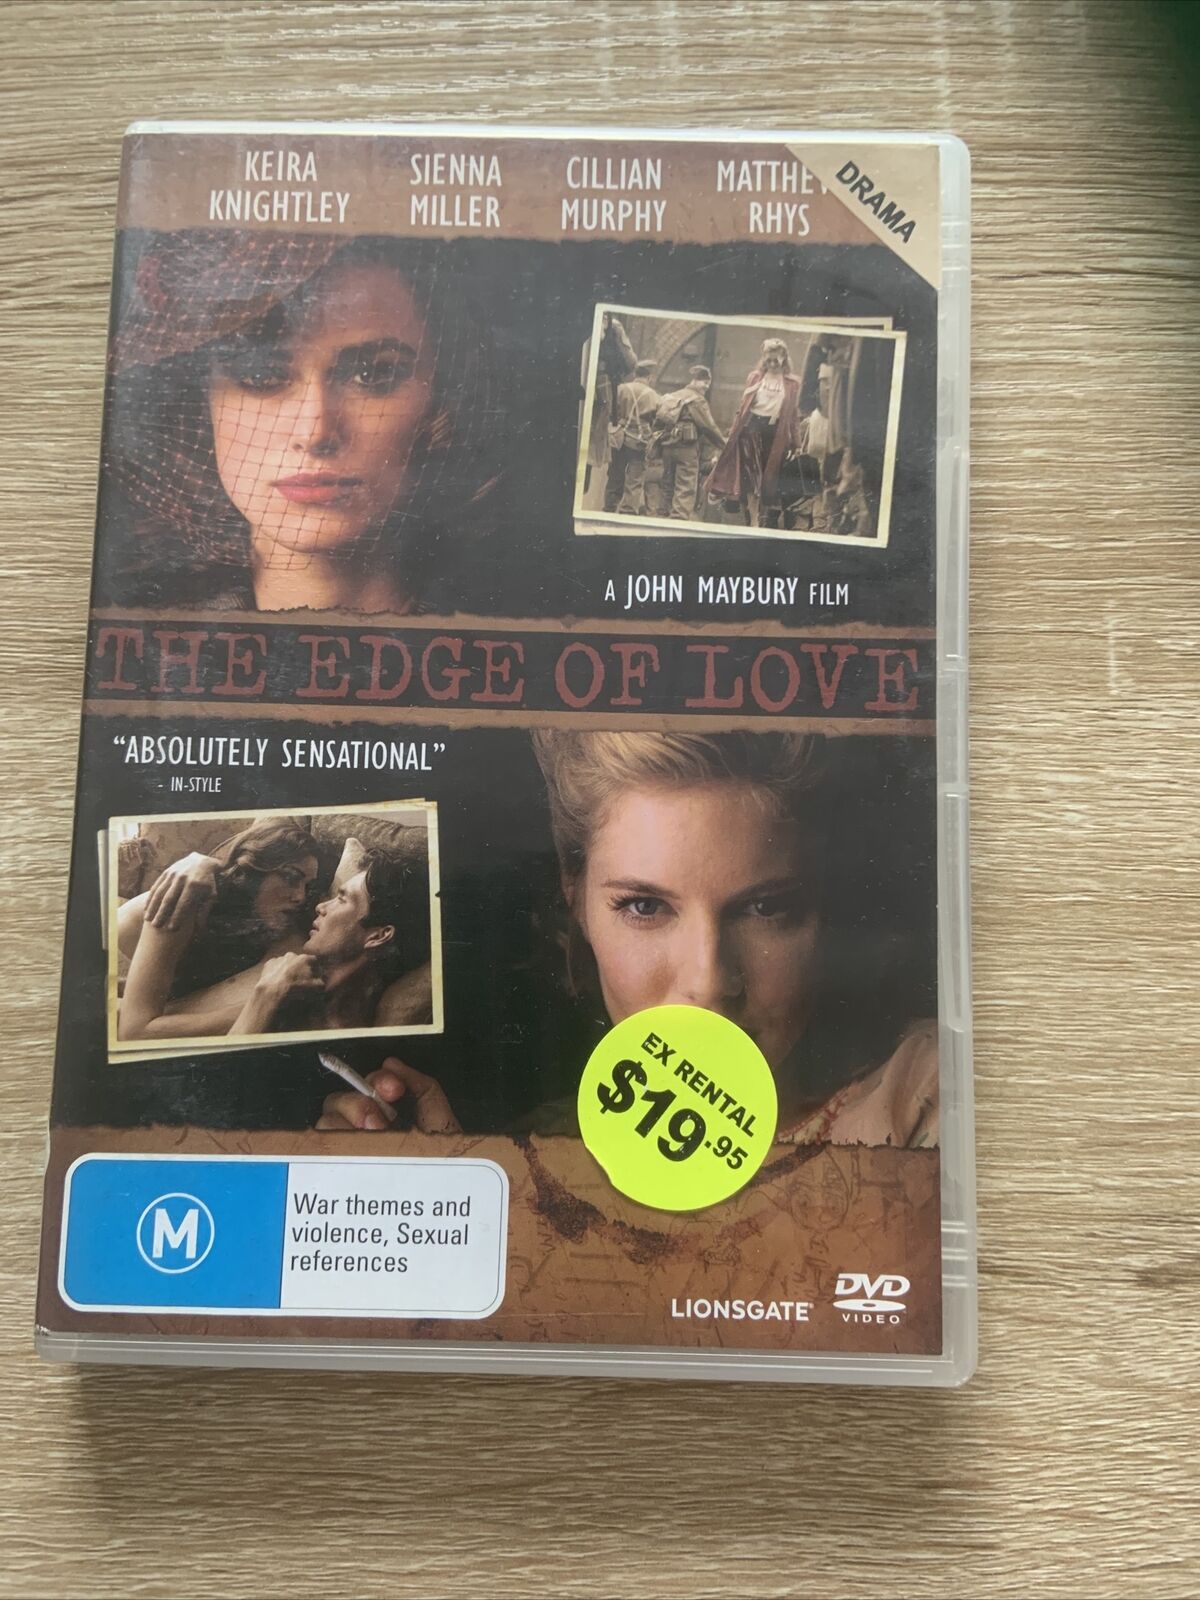 KEIRA KNIGHTLEY
SIENNA MILLER
CILLIAN MURPHY
MATTHEW RHYS
DRAMA
A JOHN MAYBURY FILM
THE EDGE OF LOVE
“ABSOLUTELY SENSATIONAL”
- IN-STYLE
EX RENTAL
$19.95
M
War themes and
violence, Sexual
references
LIONSGATE
DVD
VIDEO